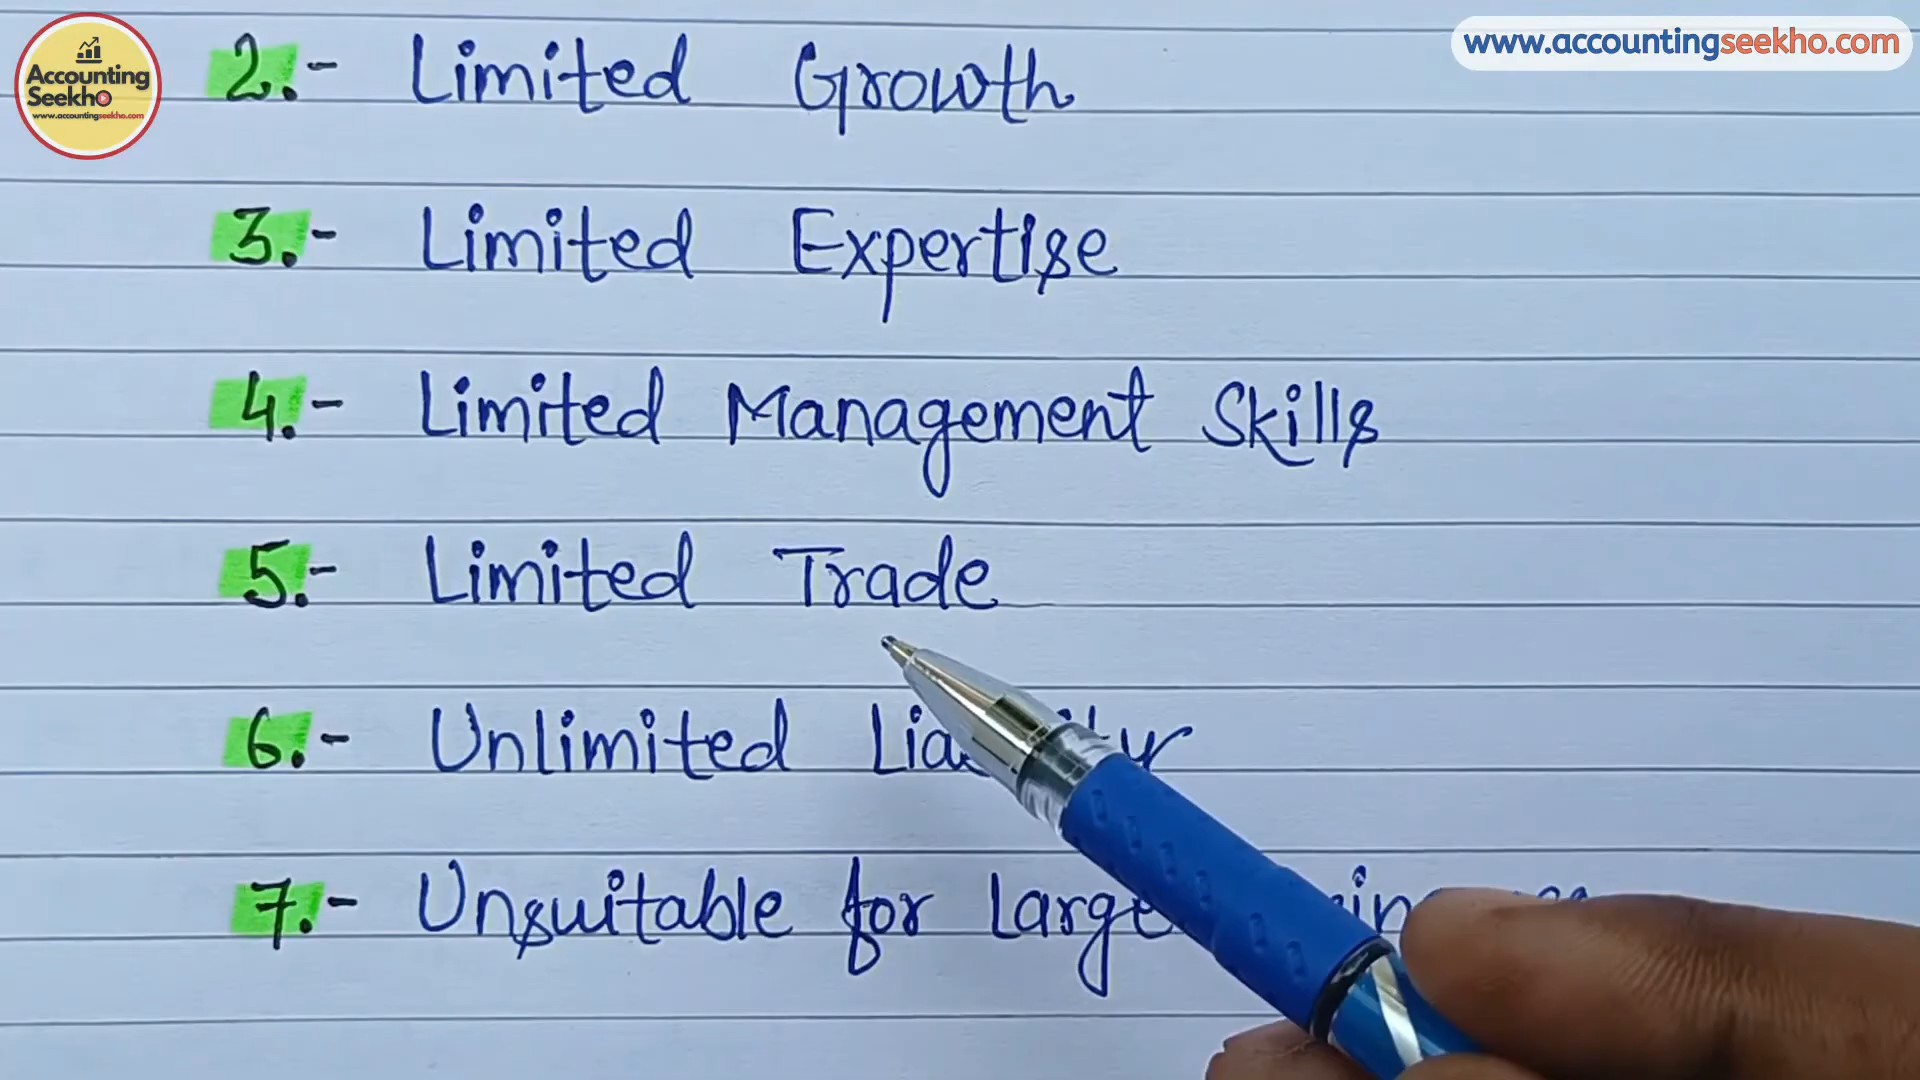 Accounting
Seekho
www.accountingseekho.com
www.accountingseekho.com
2.- Limited Growth
3.- Limited Expertise
4.- Limited Management Skills
5.- Limited Trade
6.- Unlimited
7.- Unsuitable for large